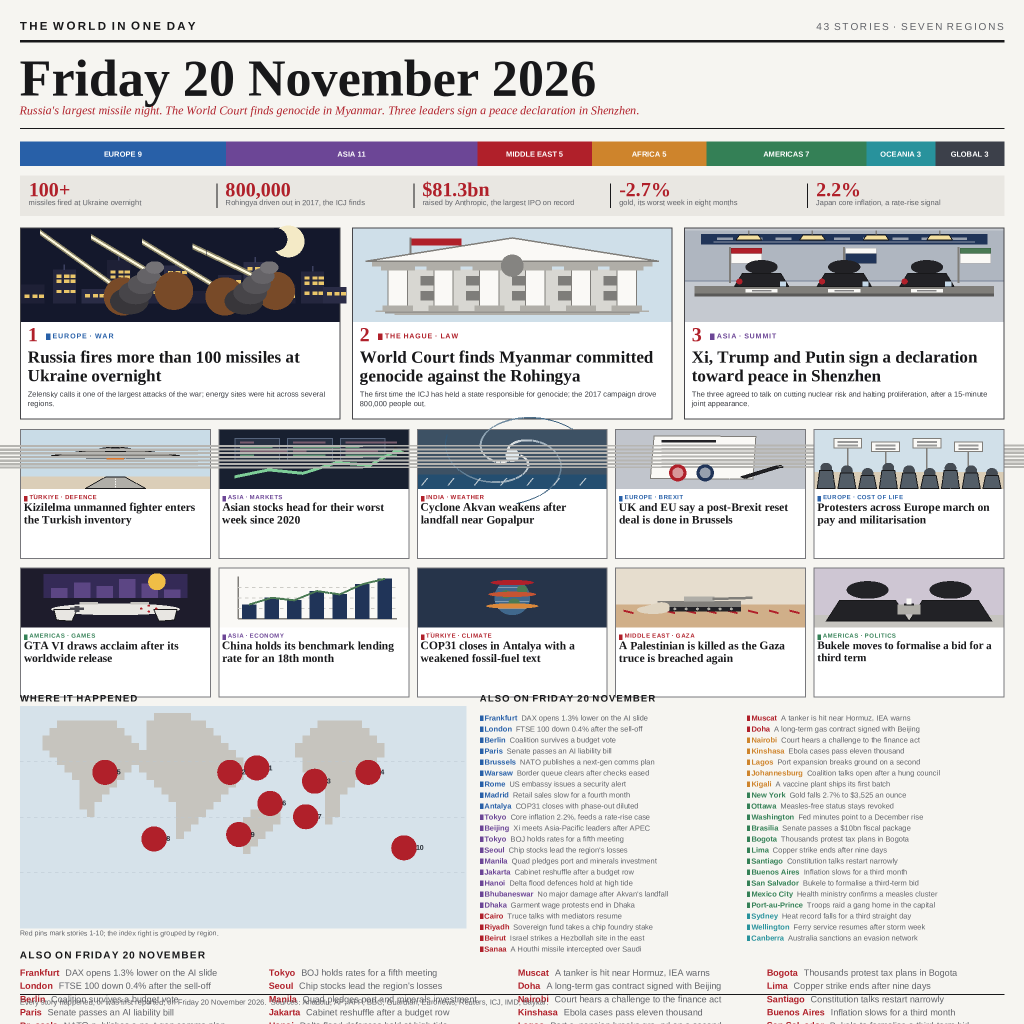 THE WORLD IN ONE DAY
43 STORIES · SEVEN REGIONS
Friday 20 November 2026
Russia's largest missile night. The World Court finds genocide in Myanmar. Three leaders sign a peace declaration in Shenzhen.
EUROPE 9
ASIA 11
MIDDLE EAST 5
AFRICA 5
AMERICAS 7
OCEANIA 3
GLOBAL 3
100+
missiles fired at Ukraine overnight
800,000
Rohingya driven out in 2017, the ICJ finds
$81.3bn
raised by Anthropic, the largest IPO on record
-2.7%
gold, its worst week in eight months
2.2%
Japan core inflation, a rate-rise signal
1 EUROPE · WAR
Russia fires more than 100 missiles at
Ukraine overnight
Zelensky calls it one of the largest attacks of the war; energy sites were hit across several
regions.
2 THE HAGUE · LAW
World Court finds Myanmar committed
genocide against the Rohingya
The first time the ICJ has held a state responsible for genocide; the 2017 campaign drove
800,000 people out.
3 ASIA · SUMMIT
Xi, Trump and Putin sign a declaration
toward peace in Shenzhen
The three agreed to talk on cutting nuclear risk and halting proliferation, after a 15-minute
joint appearance.
TÜRKIYE · DEFENCE
Kizilelma unmanned fighter enters
the Turkish inventory
ASIA · MARKETS
Asian stocks head for their worst
week since 2020
INDIA · WEATHER
Cyclone Akvan weakens after
landfall near Gopalpur
EUROPE · BREXIT
UK and EU say a post-Brexit reset
deal is done in Brussels
EUROPE · COST OF LIFE
Protesters across Europe march on
pay and militarisation
AMERICAS · GAMES
GTA VI draws acclaim after its
worldwide release
ASIA · ECONOMY
China holds its benchmark lending
rate for an 18th month
TÜRKIYE · CLIMATE
COP31 closes in Antalya with a
weakened fossil-fuel text
MIDDLE EAST · GAZA
A Palestinian is killed as the Gaza
truce is breached again
AMERICAS · POLITICS
Bukele moves to formalise a bid for a
third term
WHERE IT HAPPENED
5
1
3
4
6
7
8
9
10
Red pins mark stories 1-10; the index right is grouped by region.
ALSO ON FRIDAY 20 NOVEMBER
Frankfurt DAX opens 1.3% lower on the AI slide
London FTSE 100 down 0.4% after the sell-off
Berlin Coalition survives a budget vote
Paris Senate passes an AI liability bill
Brussels NATO publishes a next-gen comms plan
Warsaw Border queue clears after checks eased
Rome US embassy issues a security alert
Madrid Retail sales slow for a fourth month
Antalya COP31 closes with phase-out diluted
Tokyo Core inflation 2.2%, feeds a rate-rise case
Beijing Xi meets Asia-Pacific leaders after APEC
Tokyo BOJ holds rates for a fifth meeting
Seoul Chip stocks lead the region's losses
Manila Quad pledges port and minerals investment
Jakarta Cabinet reshuffle after a budget row
Hanoi Delta flood defences hold at high tide
Bhubaneswar No major damage after Akvan's landfall
Dhaka Garment wage protests end in Dhaka
Cairo Truce talks with mediators resume
Riyadh Sovereign fund takes a chip foundry stake
Beirut Israel strikes a Hezbollah site in the east
Sanaa A Houthi missile intercepted over Saudi
Muscat A tanker is hit near Hormuz, IEA warns
Doha A long-term gas contract signed with Beijing
Nairobi Court hears a challenge to the finance act
Kinshasa Ebola cases pass eleven thousand
Lagos Port expansion breaks ground on a second
Johannesburg Coalition talks open after a hung council
Kigali A vaccine plant ships its first batch
New York Gold falls 2.7% to $3,525 an ounce
Ottawa Measles-free status stays revoked
Washington Fed minutes point to a December rise
Brasilia Senate passes a $10bn fiscal package
Bogota Thousands protest tax plans in Bogota
Lima Copper strike ends after nine days
Santiago Constitution talks restart narrowly
Buenos Aires Inflation slows for a third month
San Salvador Bukele to formalise a third-term bid
Mexico City Health ministry confirms a measles cluster
Port-au-Prince Troops raid a gang home in the capital
Sydney Heat record falls for a third straight day
Wellington Ferry service resumes after storm week
Canberra Australia sanctions an evasion network
ALSO ON FRIDAY 20 NOVEMBER
Frankfurt DAX opens 1.3% lower on the AI slide
London FTSE 100 down 0.4% after the sell-off
Berlin Coalition survives a budget vote
Paris Senate passes an AI liability bill
Tokyo BOJ holds rates for a fifth meeting
Seoul Chip stocks lead the region's losses
Manila Quad pledges port and minerals investment
Jakarta Cabinet reshuffle after a budget row
Muscat A tanker is hit near Hormuz, IEA warns
Doha A long-term gas contract signed with Beijing
Nairobi Court hears a challenge to the finance act
Kinshasa Ebola cases pass eleven thousand
Bogota Thousands protest tax plans in Bogota
Lima Copper strike ends after nine days
Santiago Constitution talks restart narrowly
Buenos Aires Inflation slows for a third month